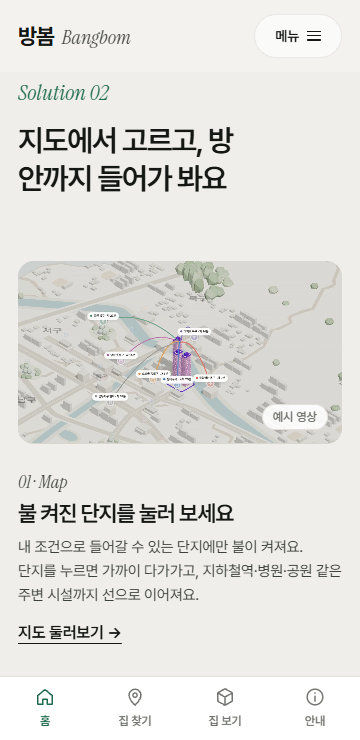 방봄 Bangbom
메뉴
Solution 02
지도에서 고르고, 방
안까지 들어가 봐요
서구
예시 영상
01 · Map
불 켜진 단지를 눌러 보세요
내 조건으로 들어갈 수 있는 단지에만 불이 켜져요.
단지를 누르면 가까이 다가가고, 지하철역·병원·공원 같은
주변 시설까지 선으로 이어져요.
지도 둘러보기 →
홈
집 찾기
집 보기
안내